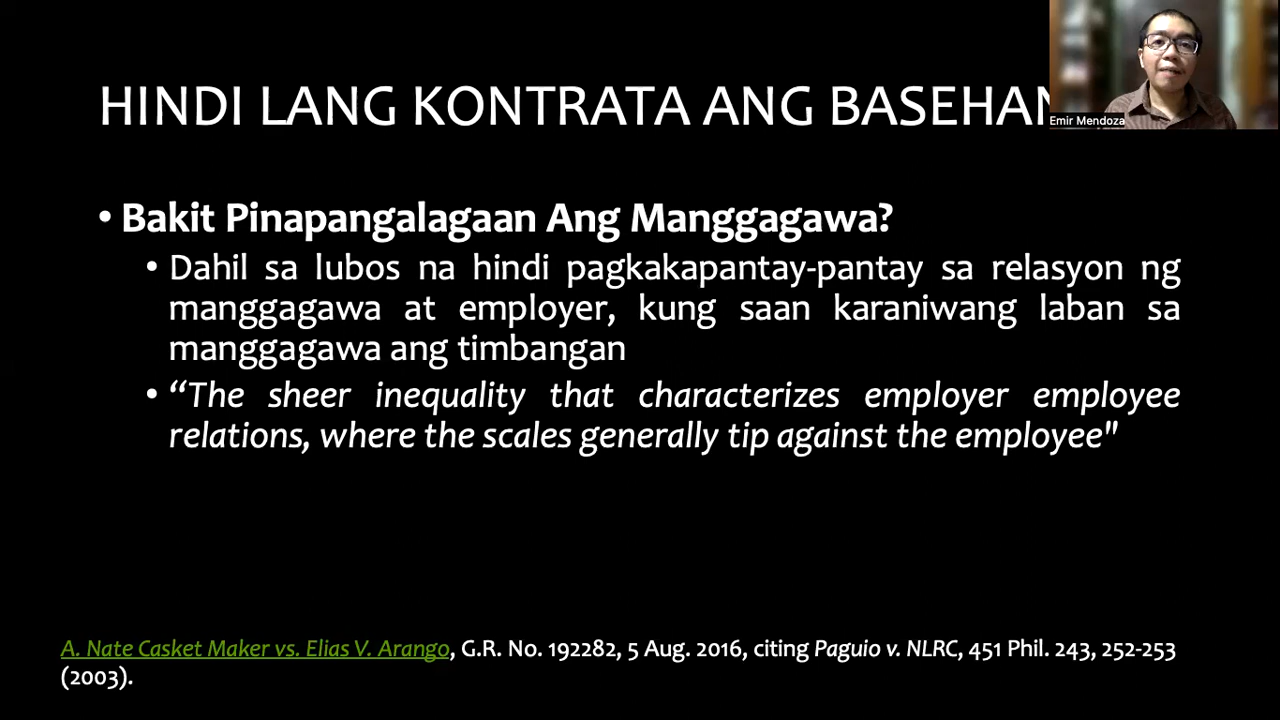 HINDI LANG KONTRATA ANG BASEHAN
Emir Mendoza
• Bakit Pinapangalagaan Ang Manggagawa?
• Dahil sa lubos na hindi pagkakapantay-pantay sa relasyon ng
manggagawa at employer, kung saan karaniwang laban sa
manggagawa ang timbangan
• “The sheer inequality that characterizes employer employee
relations, where the scales generally tip against the employee"
A. Nate Casket Maker vs. Elias V. Arango, G.R. No. 192282, 5 Aug. 2016, citing Paguio v. NLRC, 451 Phil. 243, 252-253
(2003).